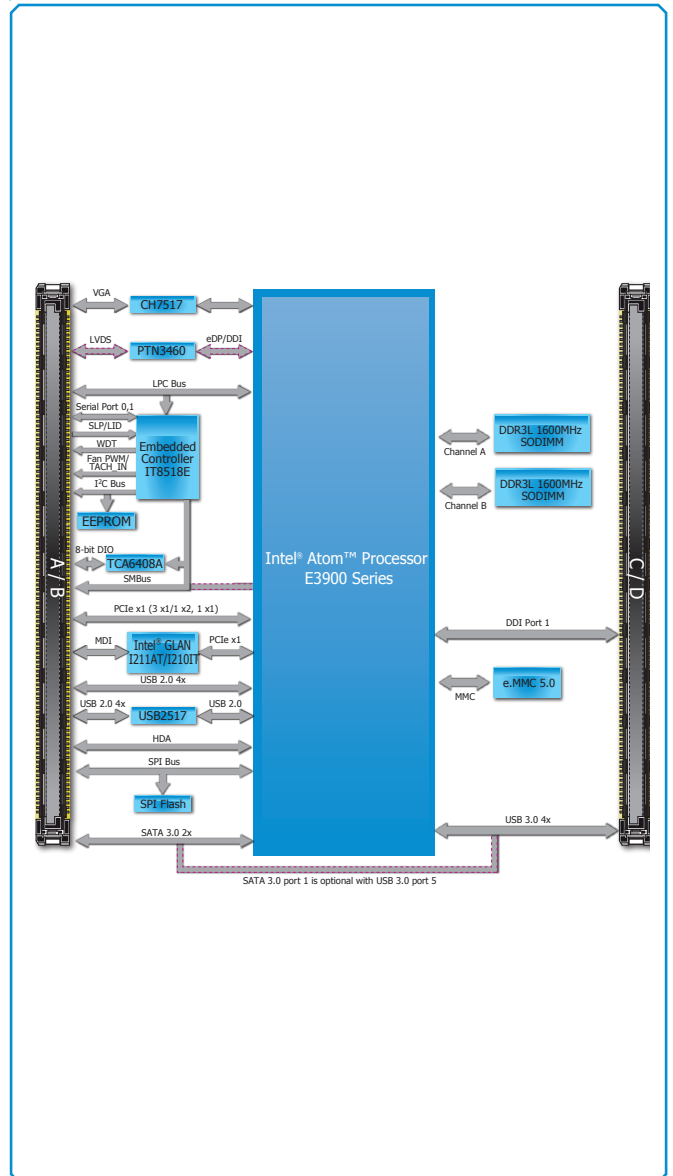 VGA
CH7517
LVDS
PTN3460
eDP/DDI
LPC Bus
Serial Port 0,1
SLP/LID
WDT
Fan PWM/
TACH_IN
I²C Bus
Embedded
Controller
IT8518E
EEPROM
8-bit DIO
TCA6408A
SMBus
PCIe x1 (3 x1/1 x2, 1 x1)
MDI
Intel® GLAN
I211AT/I210IT
PCIe x1
USB 2.0 4x
USB 2.0 4x
USB2517
USB 2.0
HDA
SPI Bus
SPI Flash
SATA 3.0 2x
A / B
Intel® Atom™ Processor
E3900 Series
DDR3L 1600MHz
SODIMM
Channel A
DDR3L 1600MHz
SODIMM
Channel B
DDI Port 1
e.MMC 5.0
MMC
USB 3.0 4x
C / D
SATA 3.0 port 1 is optional with USB 3.0 port 5